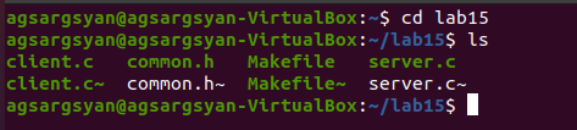 agsargsyan@agsargsyan-VirtualBox:~$ cd lab15
agsargsyan@agsargsyan-VirtualBox:~/lab15$ ls
client.c common.h Makefile server.c
client.c~ common.h~ Makefile~ server.c~
agsargsyan@agsargsyan-VirtualBox:~/lab15$